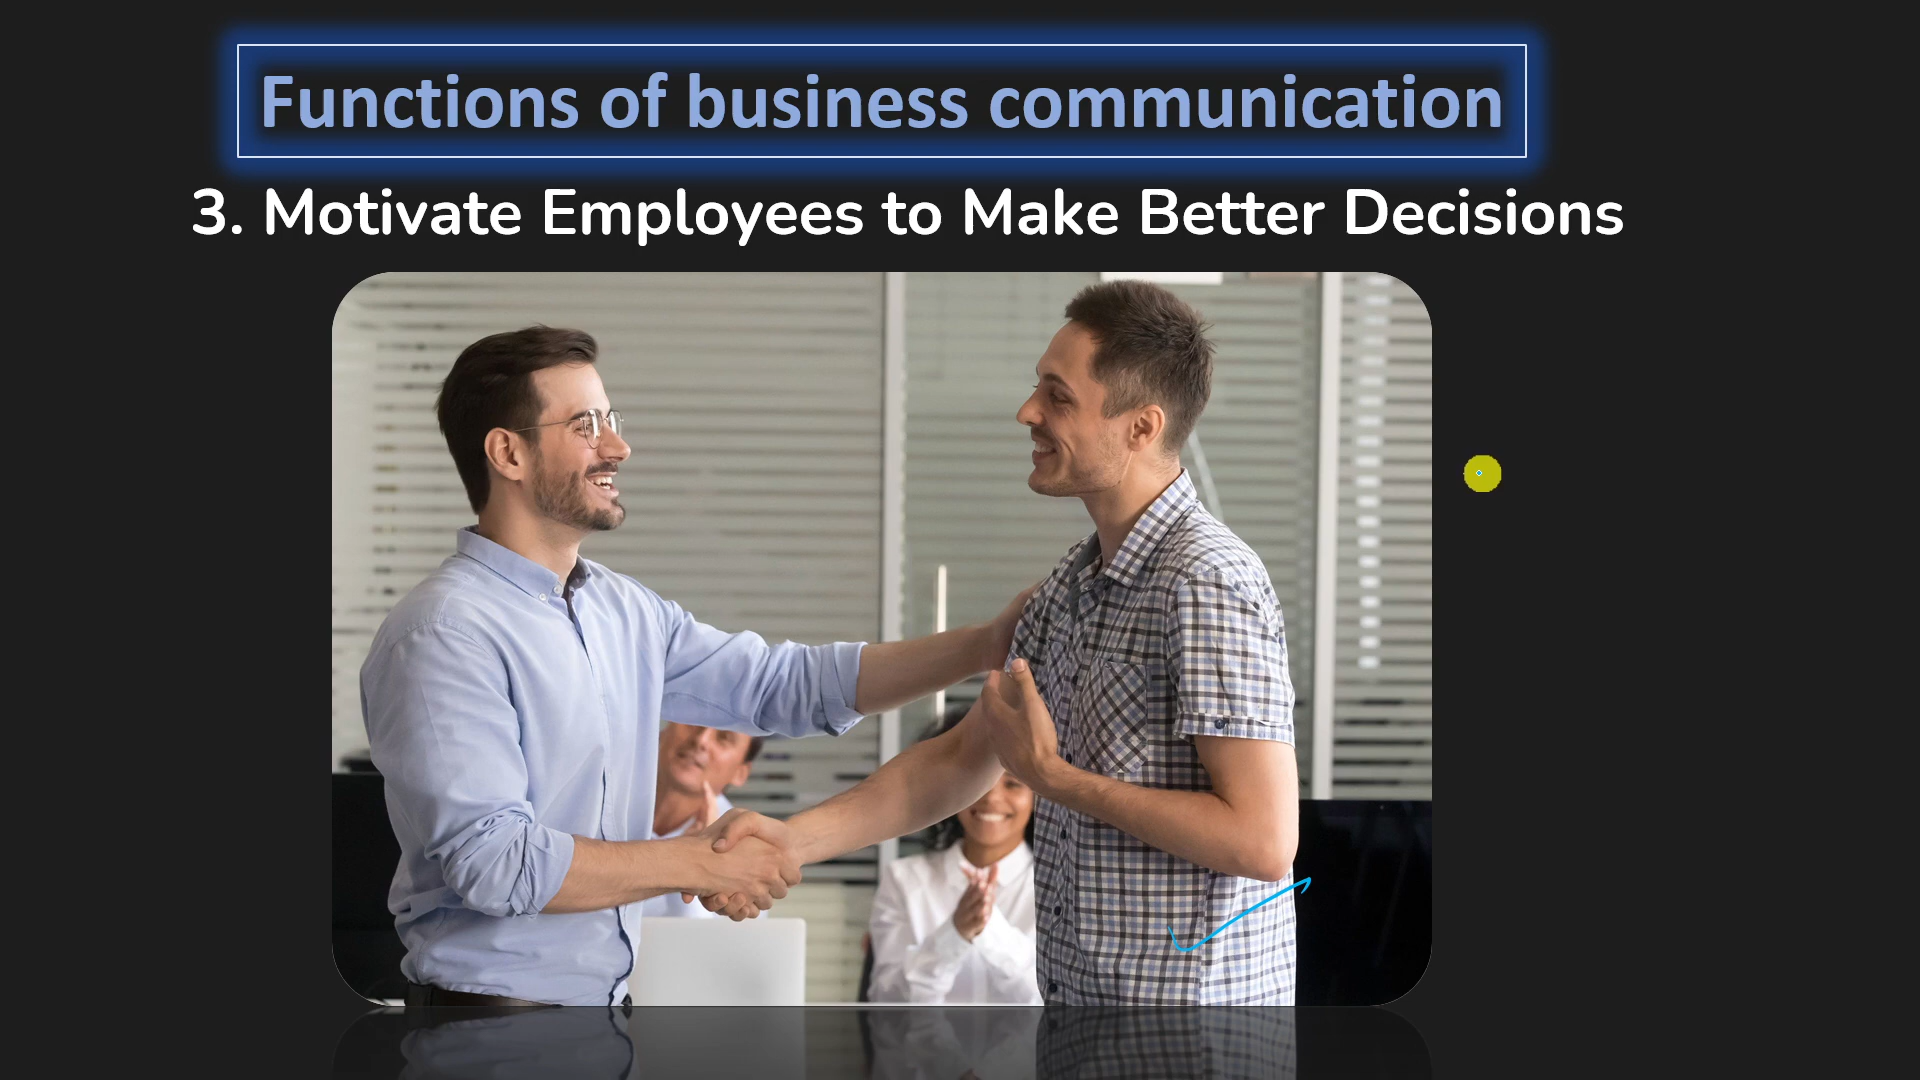 Functions of business communication
3. Motivate Employees to Make Better Decisions